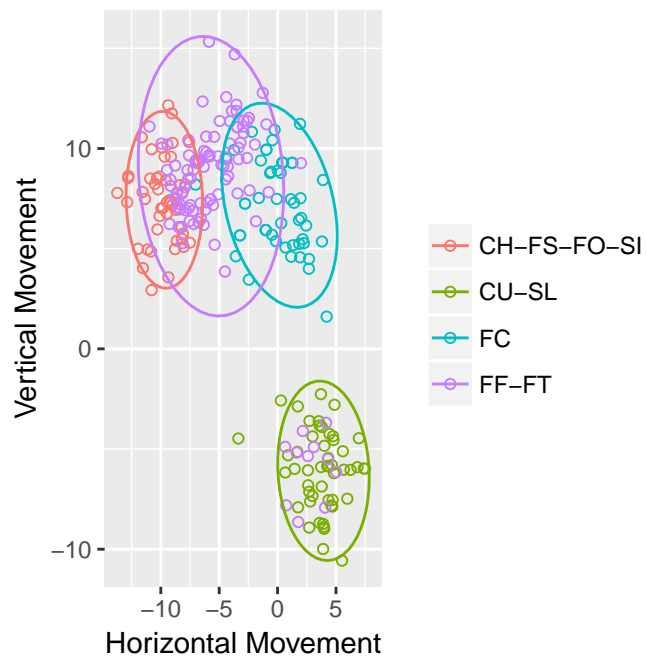 Vertical Movement
10
0
−10
−10
−5
0
5
Horizontal Movement
CH−FS−FO−SI
CU−SL
FC
FF−FT